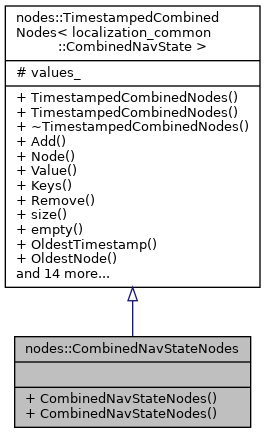 nodes::TimestampedCombined
Nodes< localization_common
::CombinedNavState >
# values_
+ TimestampedCombinedNodes()
+ TimestampedCombinedNodes()
+ ~TimestampedCombinedNodes()
+ Add()
+ Node()
+ Value()
+ Keys()
+ Remove()
+ size()
+ empty()
+ OldestTimestamp()
+ OldestNode()
and 14 more...
nodes::CombinedNavStateNodes
+ CombinedNavStateNodes()
+ CombinedNavStateNodes()